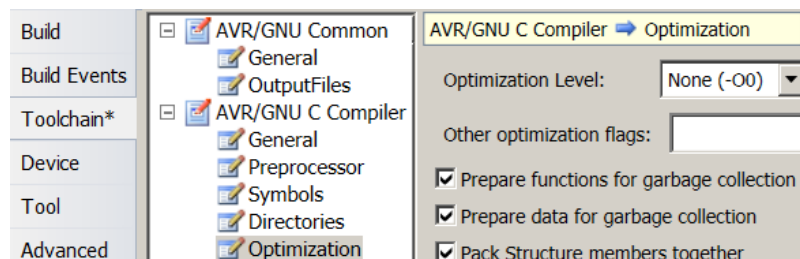 Build
Build Events
Toolchain*
Device
Tool
Advanced
AVR/GNU Common
General
OutputFiles
AVR/GNU C Compiler
General
Preprocessor
Symbols
Directories
Optimization
AVR/GNU C Compiler ➡ Optimization
Optimization Level: None (-O0)
Other optimization flags:
Prepare functions for garbage collection
Prepare data for garbage collection
Pack Structure members together